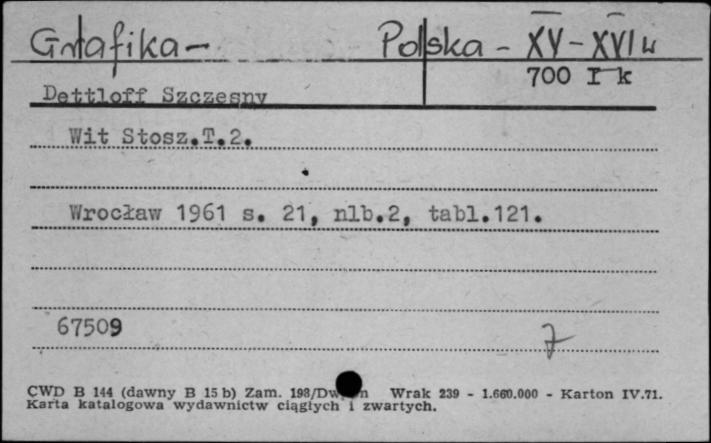 Grafika – Polska – XV – XVI w
700 I k
Dettloff Szczesny
Wit Stosz.T.2.
Wrocław 1961 s. 21, nlb.2, tabl.121.
67509
CWD B 144 (dawny B 15 b) Zam. 198/ Wrak 239 - 1.660.000 - Karton IV.71.
Karta katalogowa wydawnictw ciągłych i zwartych.